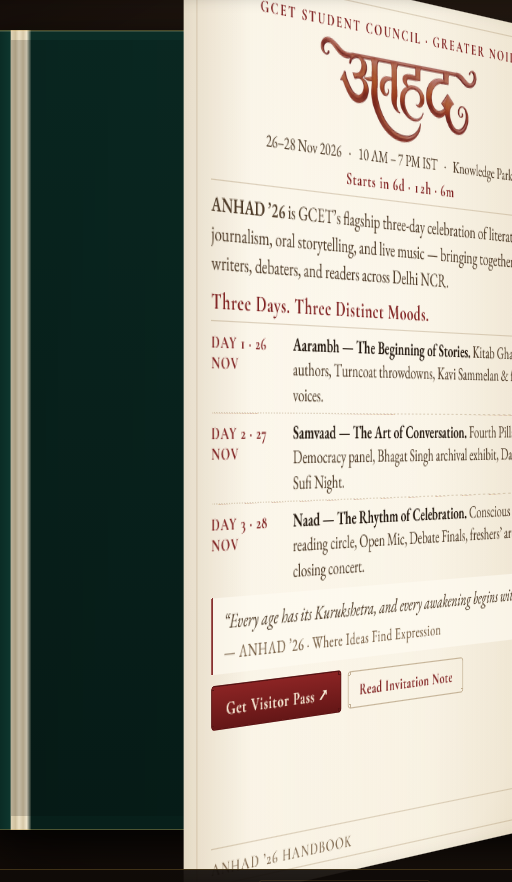 GCET STUDENT COUNCIL · GREATER
अनहद
26–28 Nov 2026 · 10 AM – 7 PM IST · Knowledge Park
Starts in 6d · 12h · 6m
ANHAD ’26 is GCET’s flagship three-day celebration of
journalism, oral storytelling, and live music — bringing together
writers, debaters, and readers across Delhi NCR.
Three Days. Three Distinct Moods.
DAY 1 · 26
NOV
Aarambh — The Beginning of Stories. Kitab
authors, Turncoat throwdowns, Kavi Sammelan &
voices.
DAY 2 · 27
NOV
Samvaad — The Art of Conversation. Fourth
Democracy panel, Bhagat Singh archival exhibit,
Sufi Night.
DAY 3 · 28
NOV
Naad — The Rhythm of Celebration. Conscious
reading circle, Open Mic, Debate Finals, freshers’
closing concert.
“Every age has its Kurukshetra, and every awakening begins
— ANHAD ’26 · Where Ideas Find Expression
Get Visitor Pass ↗
Read Invitation Note
ANHAD ’26 HANDBOOK